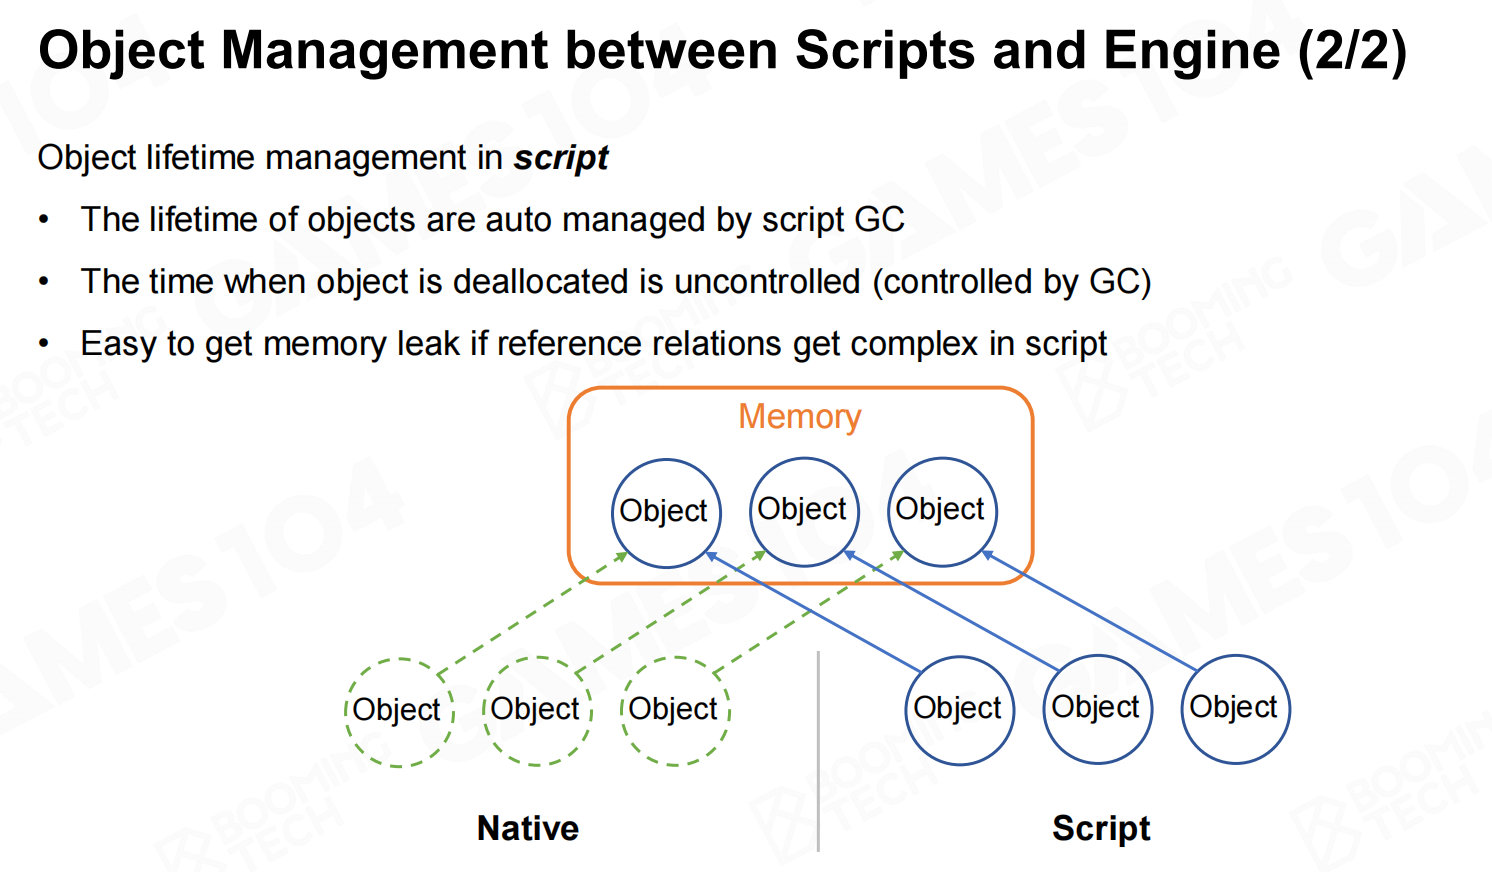 Object Management between Scripts and Engine (2/2)
Object lifetime management in script
• The lifetime of objects are auto managed by script GC
• The time when object is deallocated is uncontrolled (controlled by GC)
• Easy to get memory leak if reference relations get complex in script
Memory
Object Object Object
Object Object Object Object Object Object
Native Script
GAMES104
BOOMING TECH